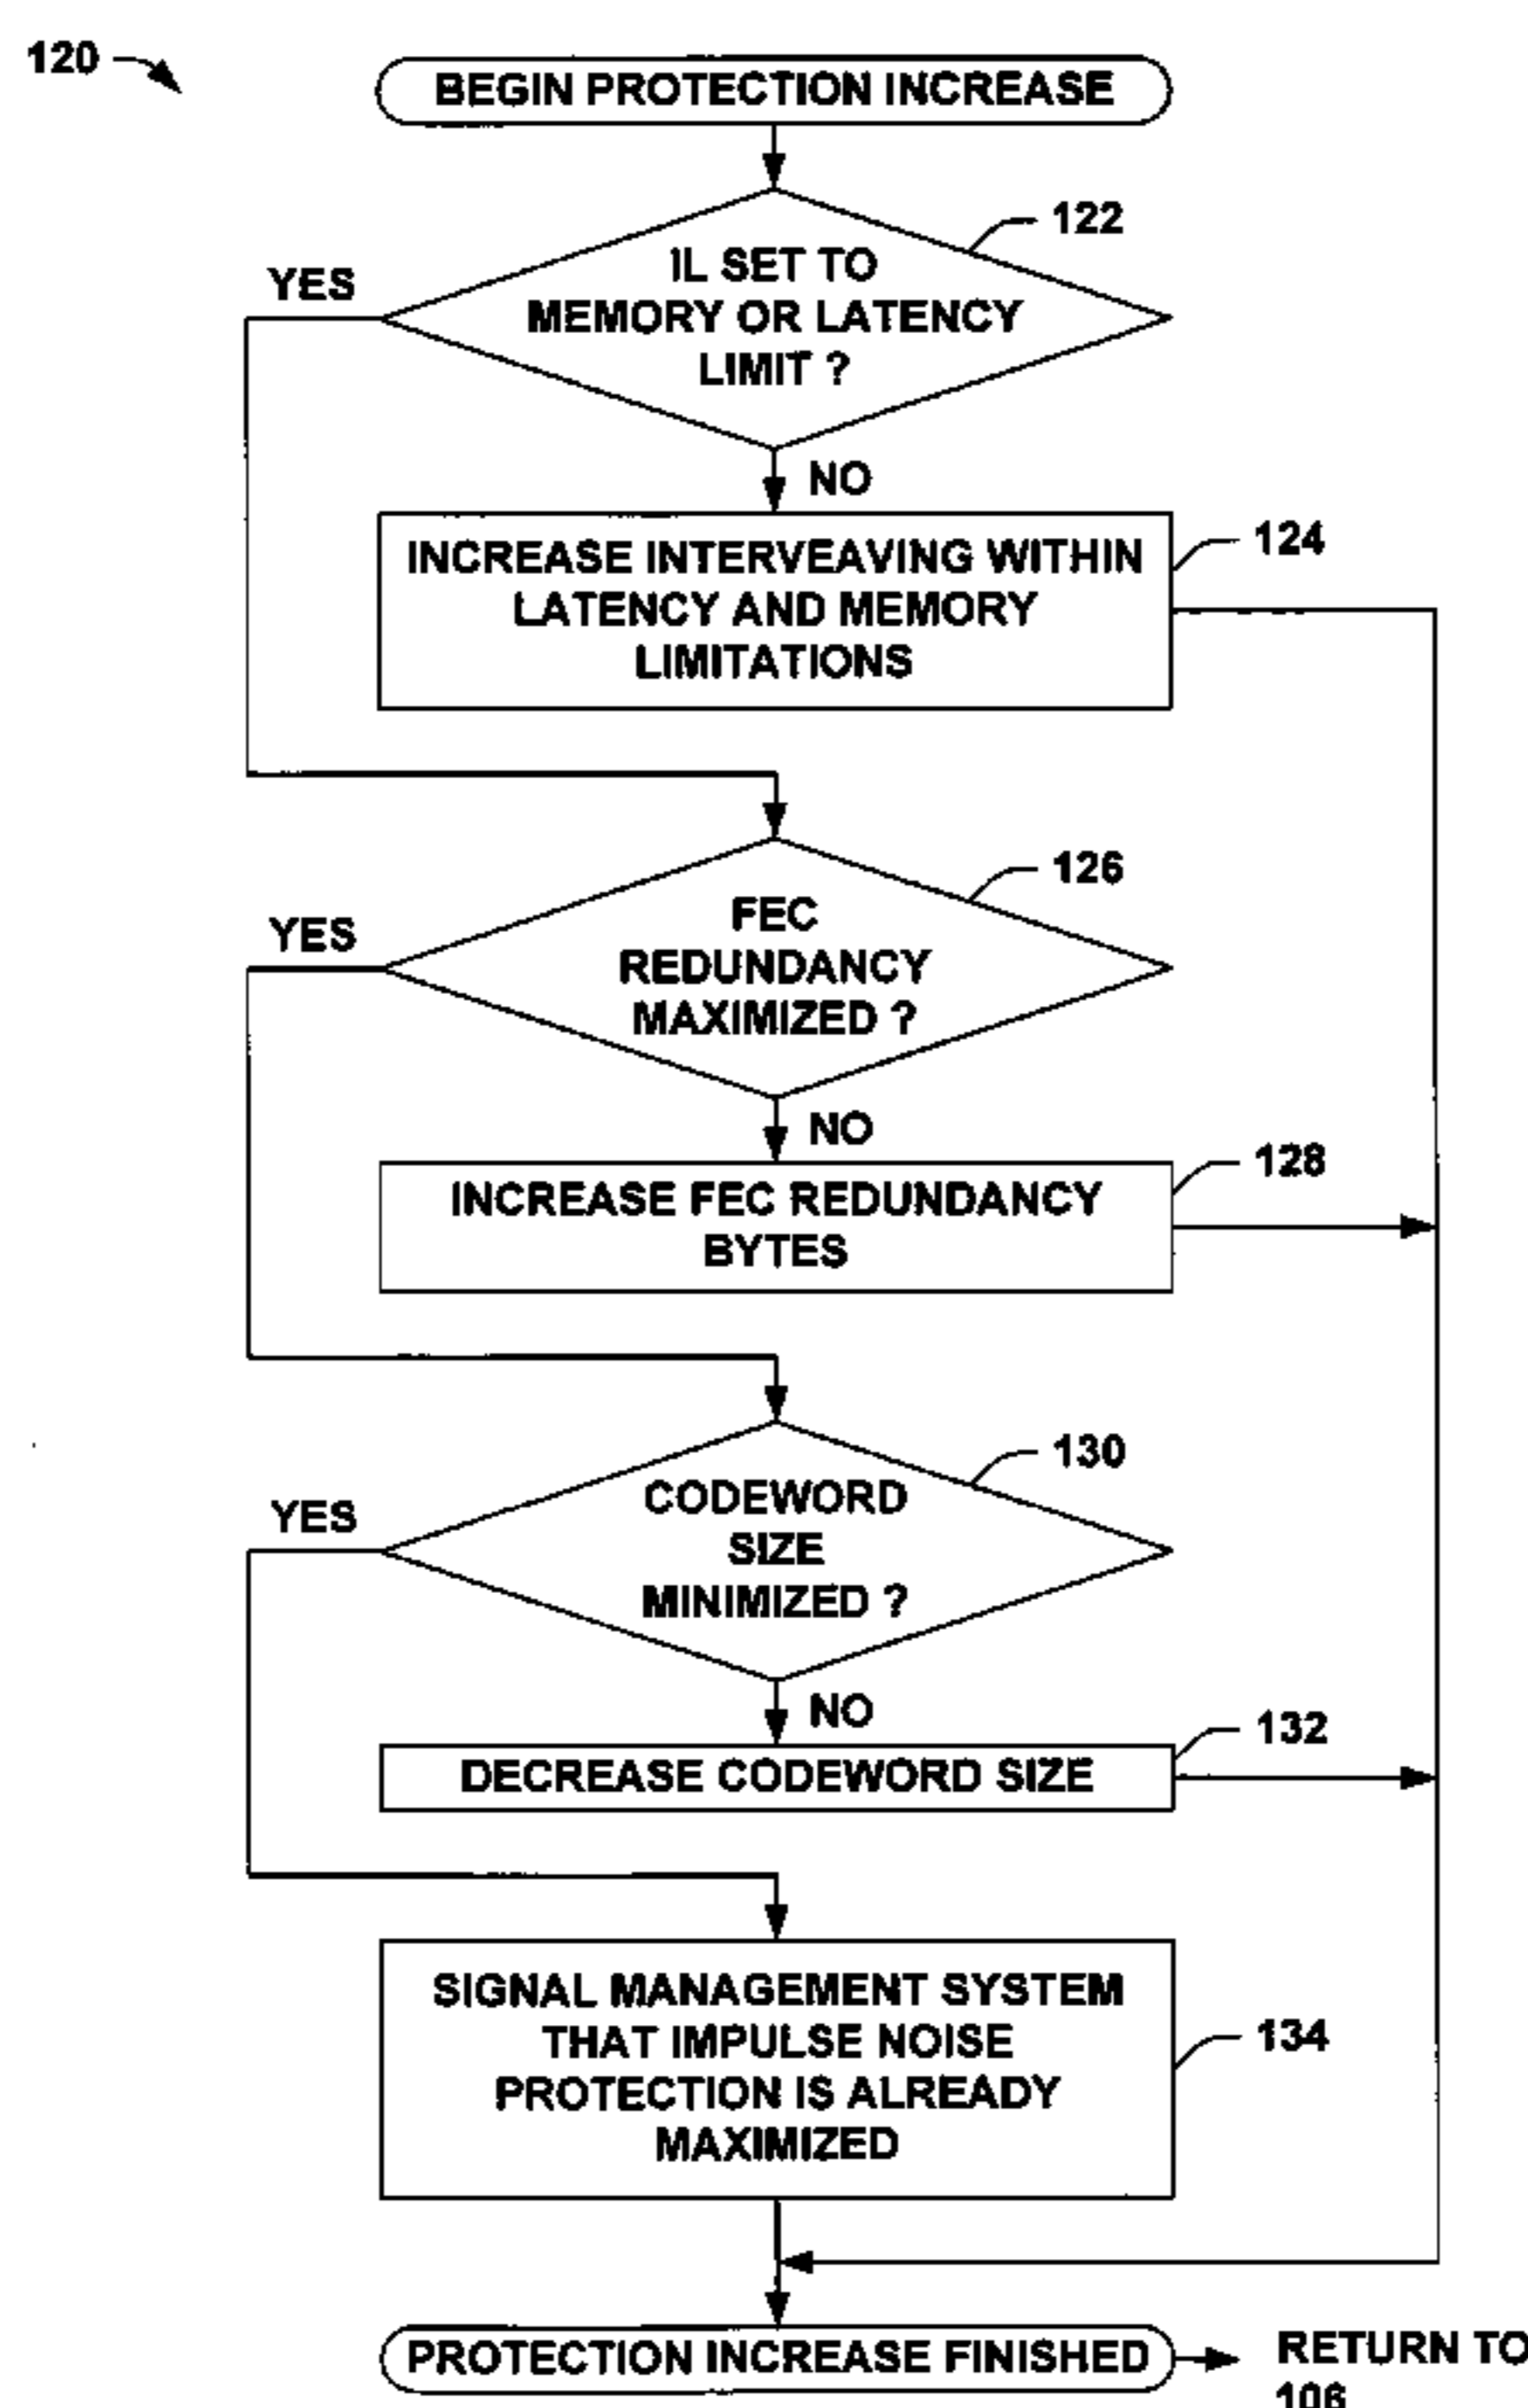 120
BEGIN PROTECTION INCREASE
122
YES
IL SET TO
MEMORY OR LATENCY
LIMIT ?
NO
124
INCREASE INTERVEAVING WITHIN
LATENCY AND MEMORY
LIMITATIONS
126
YES
FEC
REDUNDANCY
MAXIMIZED ?
NO
128
INCREASE FEC REDUNDANCY
BYTES
130
YES
CODEWORD
SIZE
MINIMIZED ?
NO
132
DECREASE CODEWORD SIZE
134
SIGNAL MANAGEMENT SYSTEM
THAT IMPULSE NOISE
PROTECTION IS ALREADY
MAXIMIZED
PROTECTION INCREASE FINISHED
RETURN TO
106